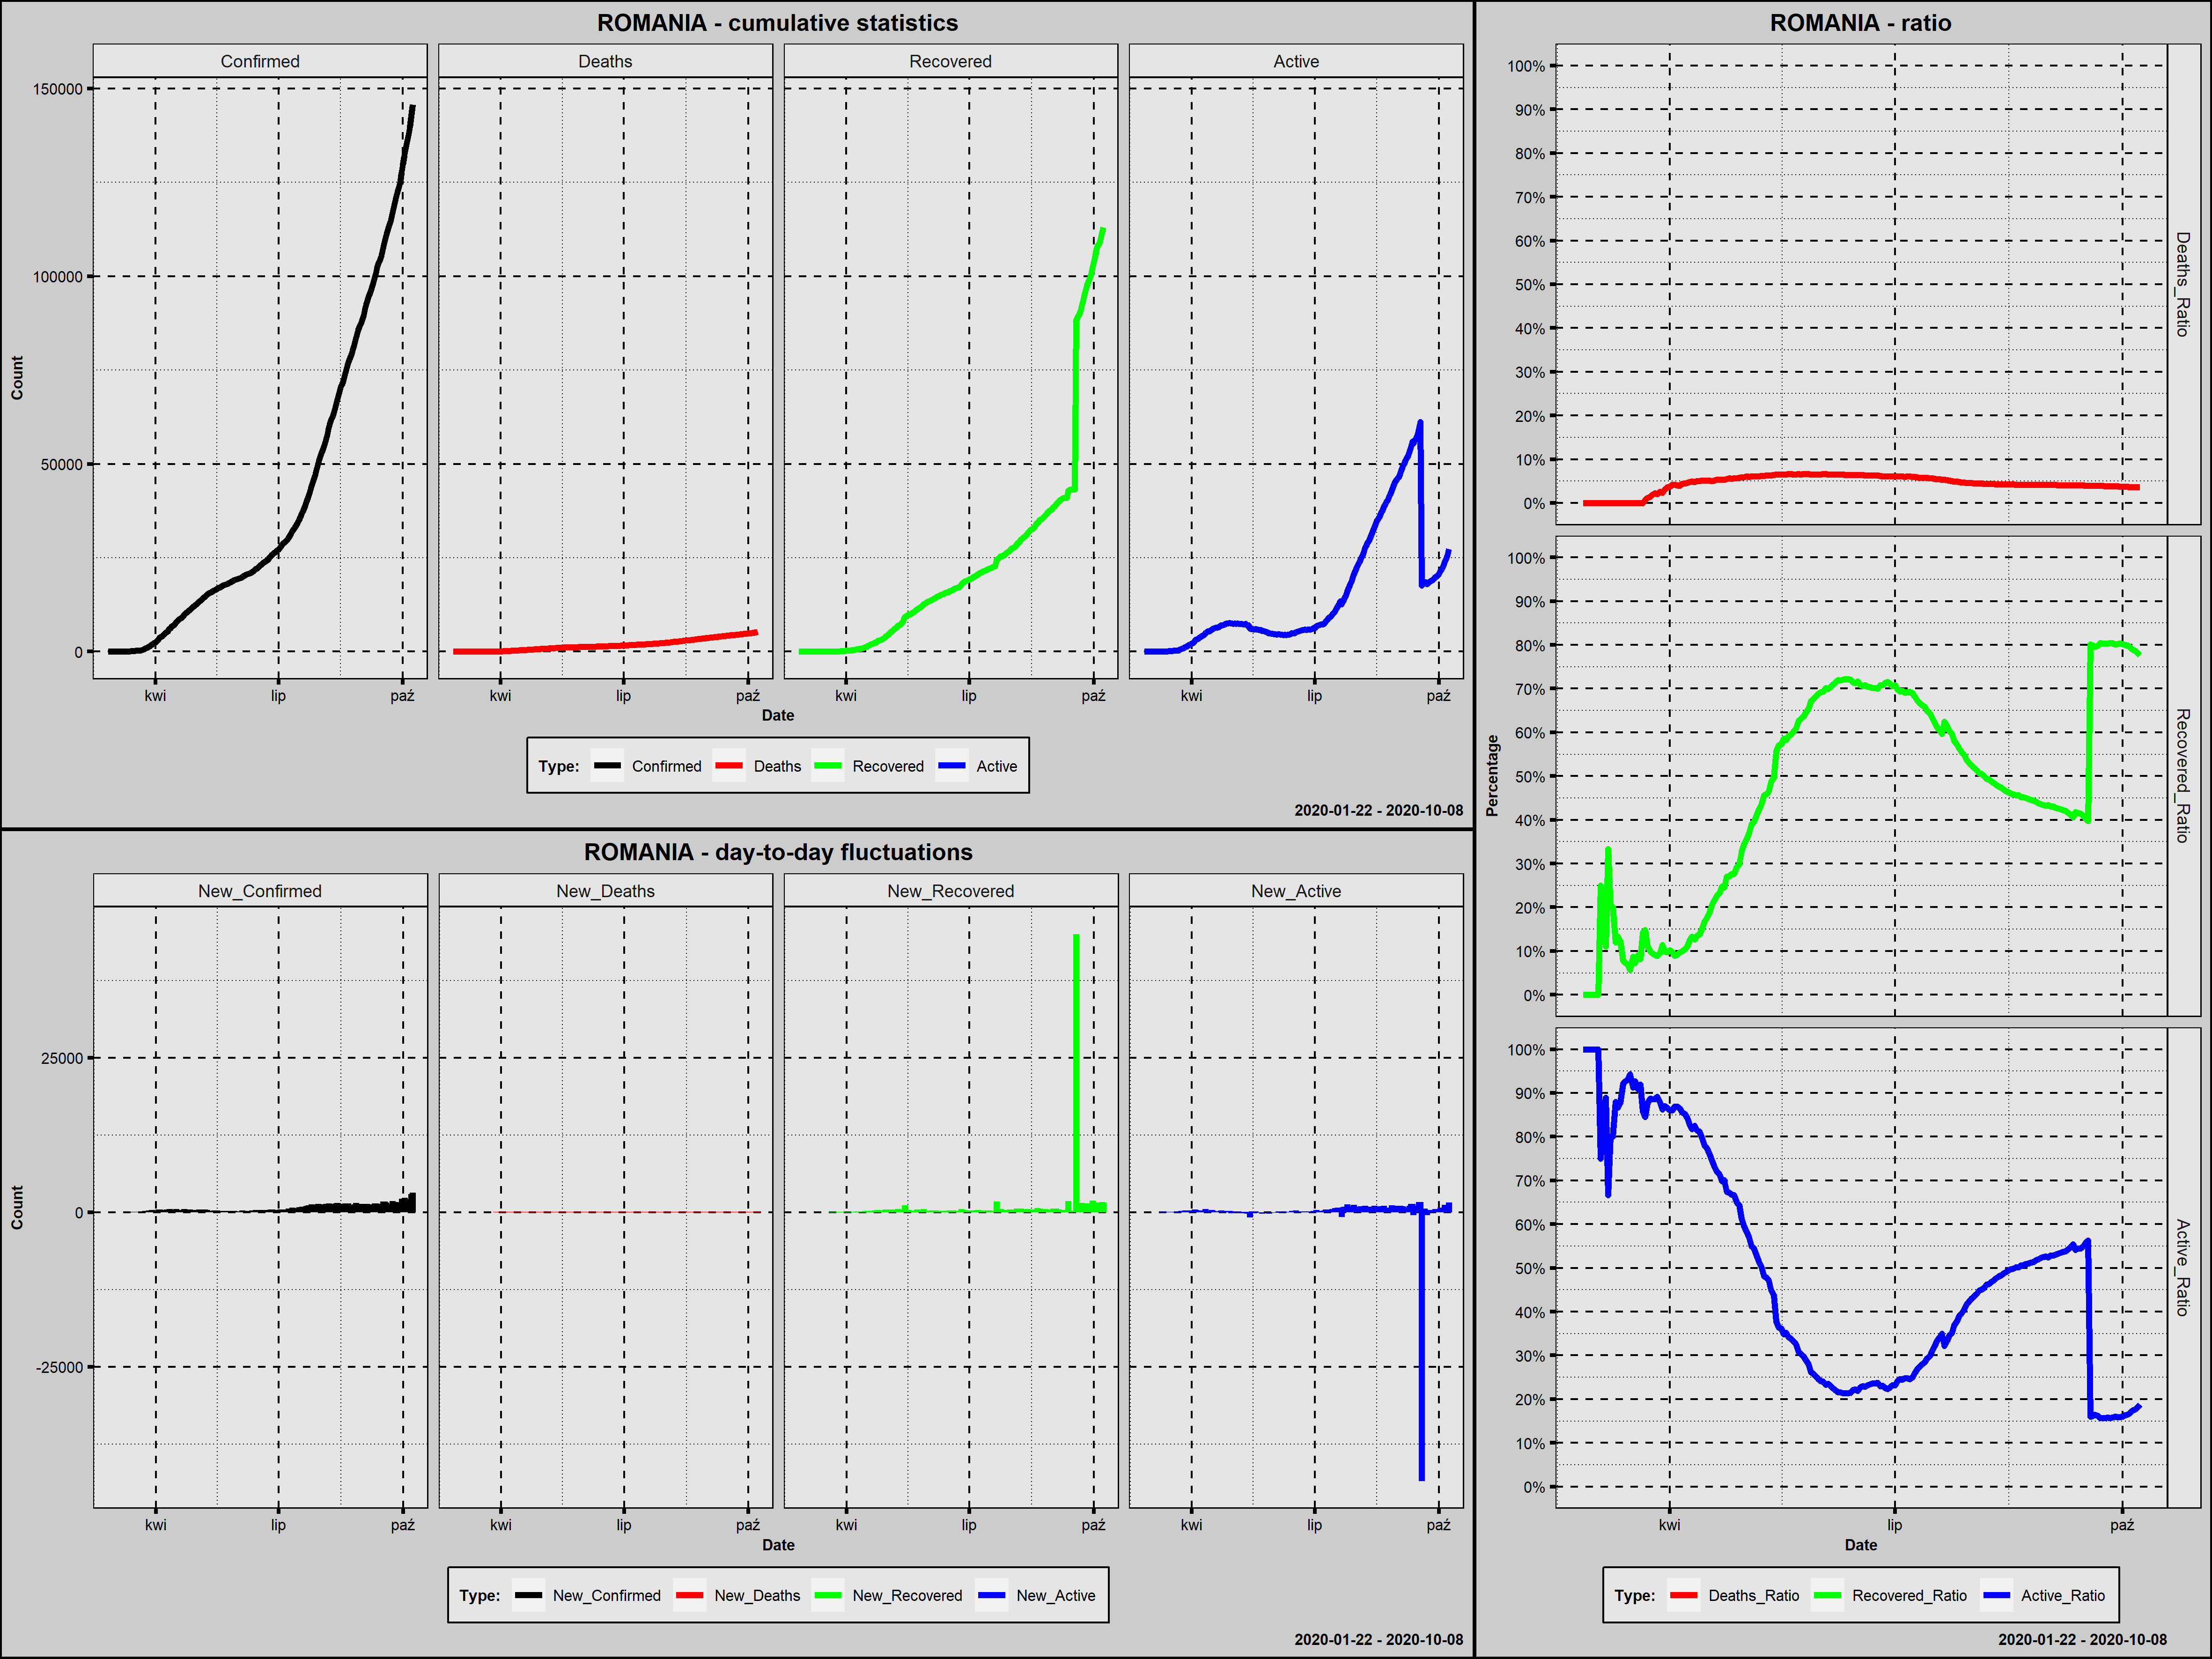 ROMANIA - cumulative statistics
Confirmed Deaths Recovered Active
150000
100000
50000
0
Count
kwi lip paź kwi lip paź kwi lip paź kwi lip paź
Date
Type: Confirmed Deaths Recovered Active
2020-01-22 - 2020-10-08
ROMANIA - day-to-day fluctuations
New_Confirmed New_Deaths New_Recovered New_Active
25000
0
-25000
Count
kwi lip paź kwi lip paź kwi lip paź kwi lip paź
Date
Type: New_Confirmed New_Deaths New_Recovered New_Active
2020-01-22 - 2020-10-08
ROMANIA - ratio
100%
90%
80%
70%
60%
50%
40%
30%
20%
10%
0%
Deaths_Ratio
100%
90%
80%
70%
60%
50%
40%
30%
20%
10%
0%
Recovered_Ratio
Percentage
100%
90%
80%
70%
60%
50%
40%
30%
20%
10%
0%
Active_Ratio
kwi lip paź
Date
Type: Deaths_Ratio Recovered_Ratio Active_Ratio
2020-01-22 - 2020-10-08